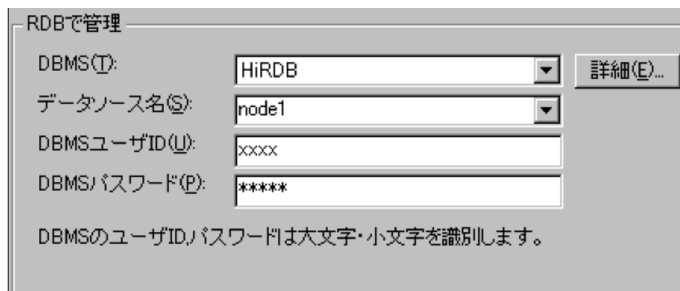 RDBで管理
DBMS(T): HiRDB 詳細(E)...
データソース名(S): node1
DBMSユーザID(U): xxxx
DBMSパスワード(P): *****
DBMSのユーザID,パスワードは大文字・小文字を識別します。